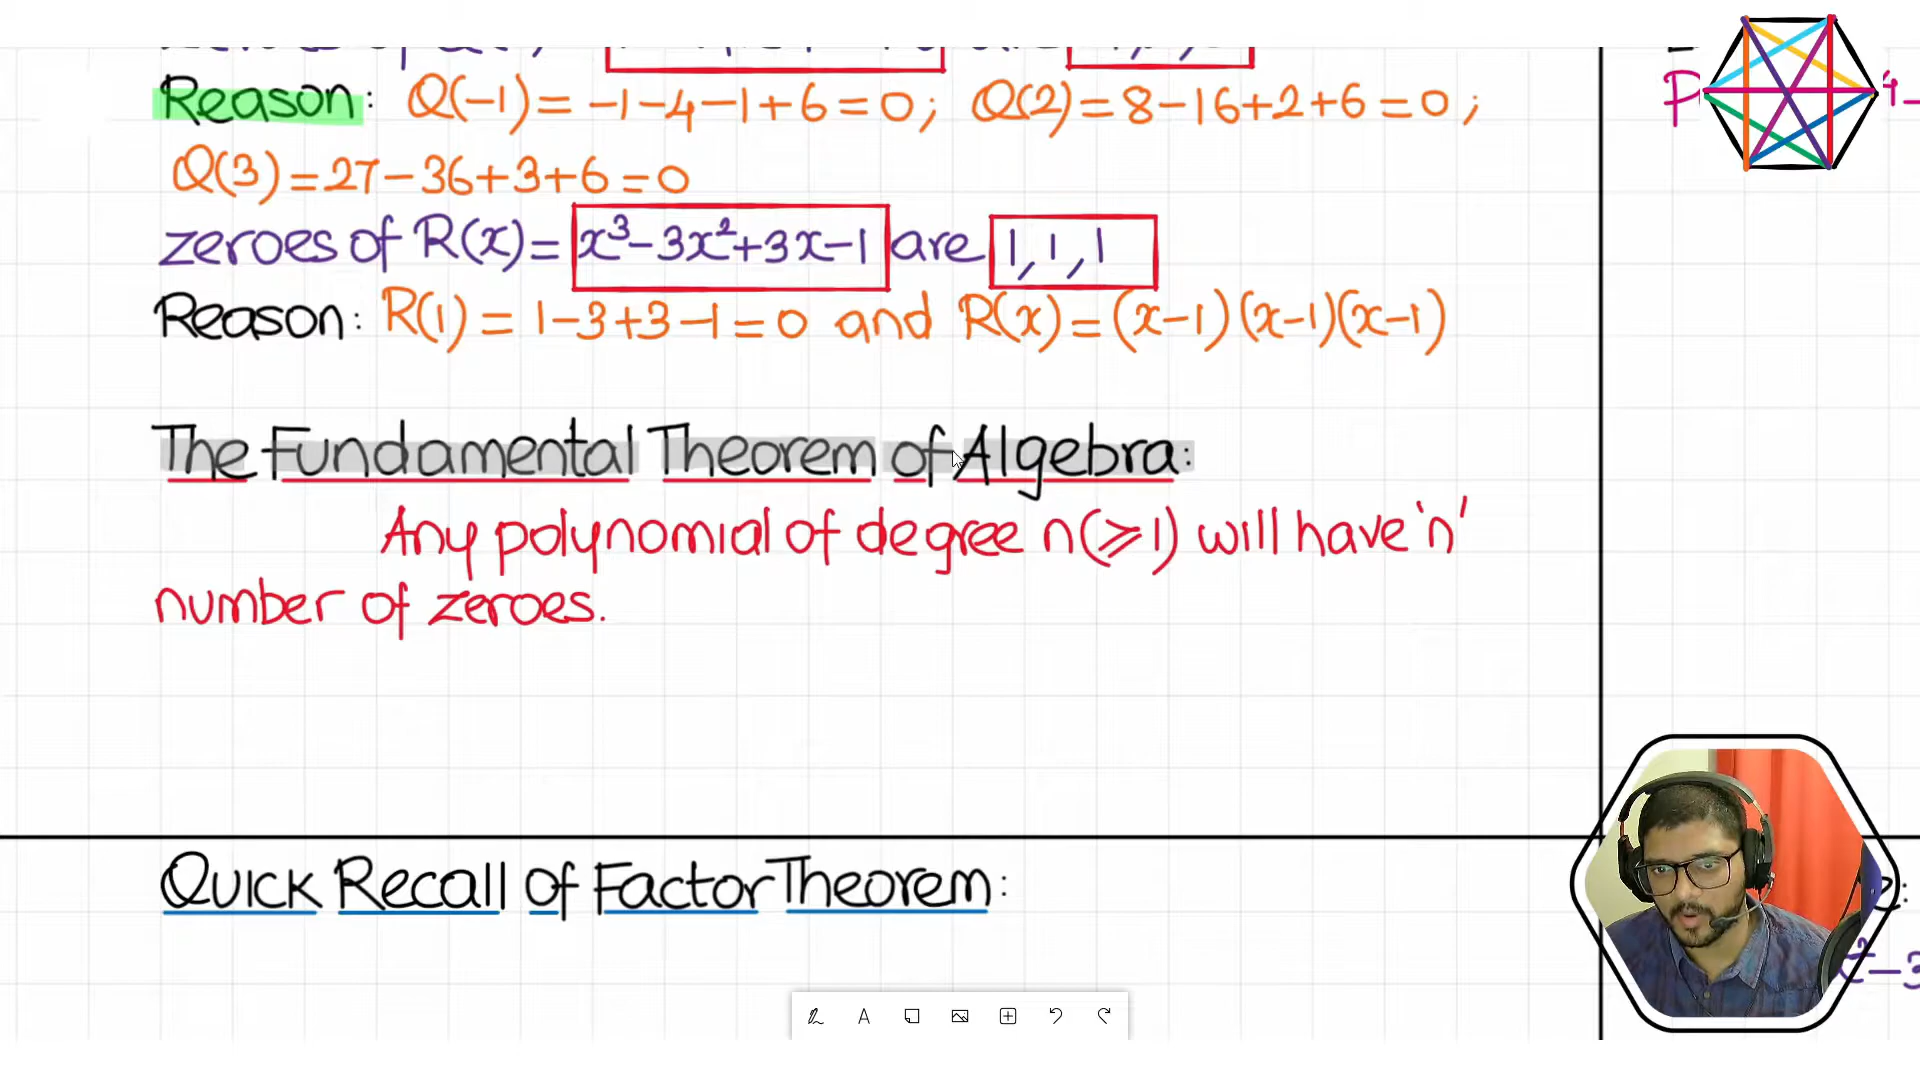 Reason: Q(-1) = -1-4-1+6 = 0; Q(2) = 8-16+2+6 = 0;
Q(3) = 27-36+3+6 = 0
zeroes of R(x) = x³-3x²+3x-1 are 1, 1, 1
Reason: R(1) = 1-3+3-1 = 0 and R(x) = (x-1)(x-1)(x-1)
The Fundamental Theorem of Algebra:
Any polynomial of degree n(⩾1) will have 'n'
number of zeroes.
Quick Recall of Factor Theorem: